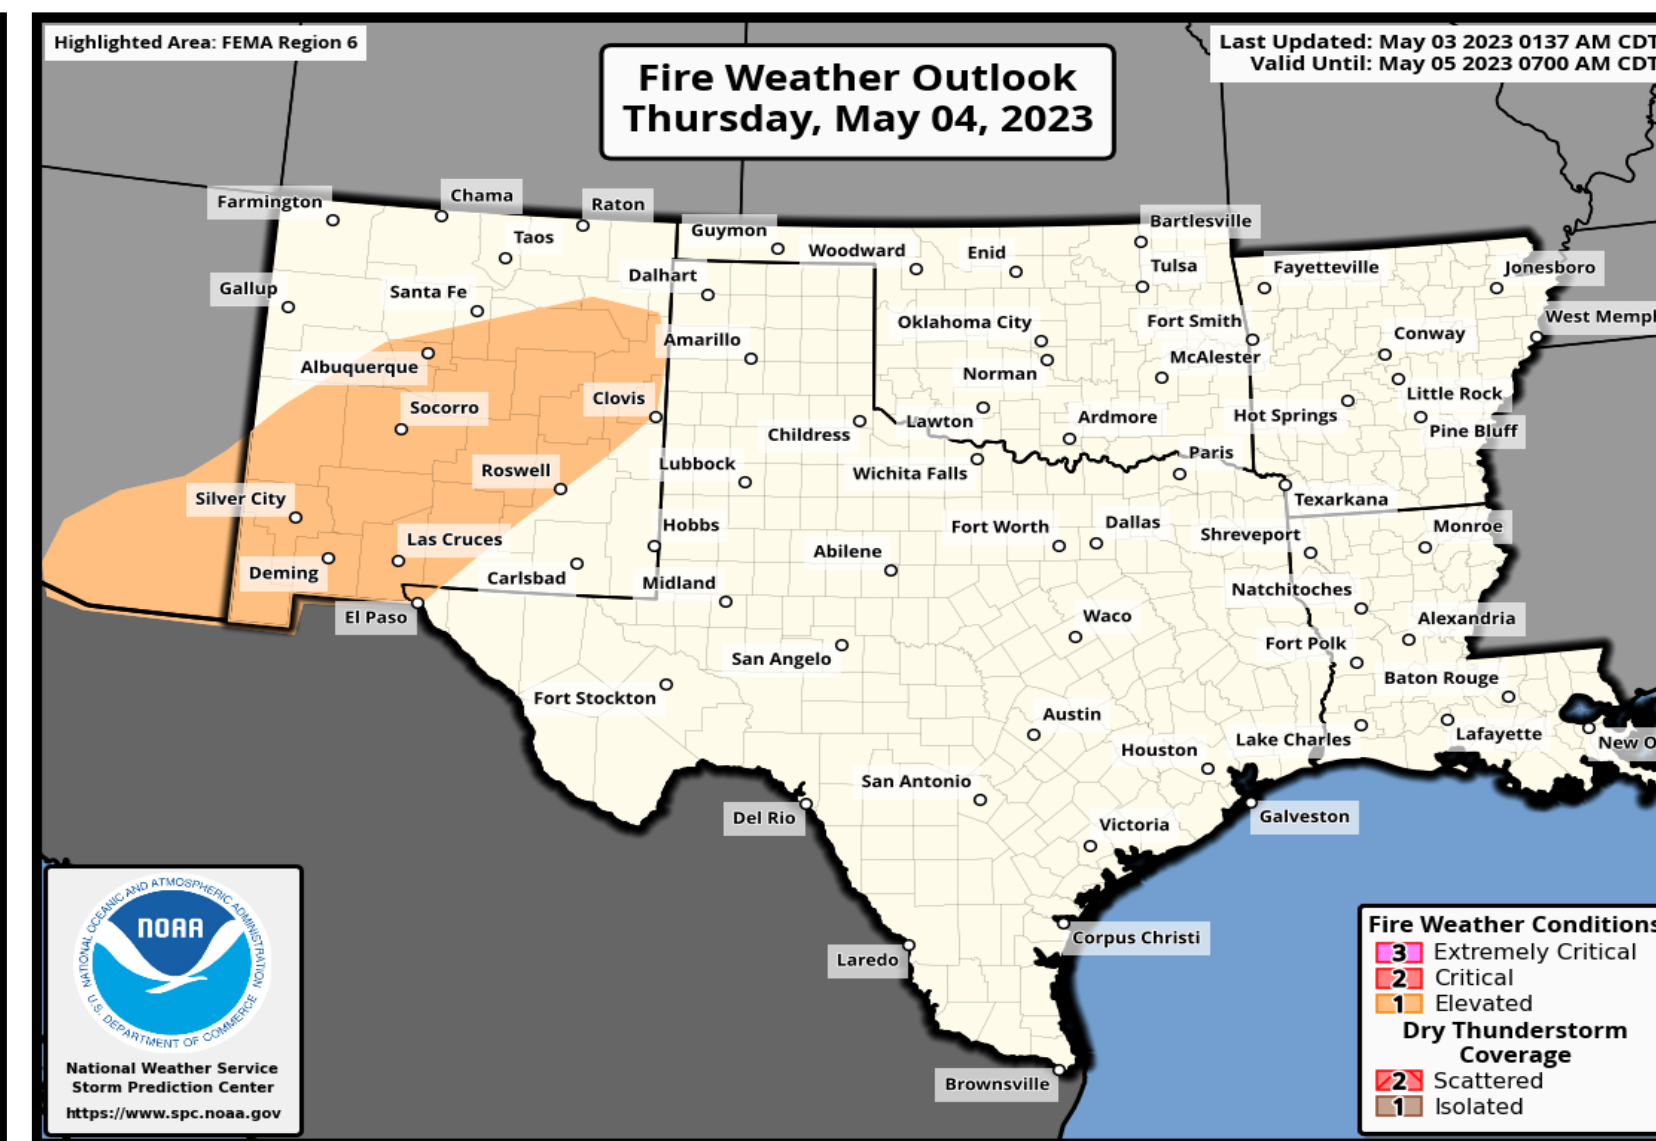 Highlighted Area: FEMA Region 6
Fire Weather Outlook
Thursday, May 04, 2023
Last Updated: May 03 2023 0137 AM CDT
Valid Until: May 05 2023 0700 AM CDT
Farmington
Chama
Raton
Taos
Guymon
Woodward
Enid
Bartlesville
Gallup
Santa Fe
Dalhart
Tulsa
Fayetteville
Jonesboro
Albuquerque
Amarillo
Oklahoma City
Fort Smith
Conway
West Memp
Norman
McAlester
Socorro
Clovis
Childress
Lawton
Ardmore
Hot Springs
Little Rock
Pine Bluff
Roswell
Lubbock
Wichita Falls
Paris
Silver City
Texarkana
Las Cruces
Hobbs
Abilene
Fort Worth
Dallas
Shreveport
Monroe
Deming
Carlsbad
Midland
Natchitoches
El Paso
Waco
Alexandria
San Angelo
Fort Polk
Fort Stockton
Baton Rouge
Austin
Houston
Lake Charles
Lafayette
New O
San Antonio
Del Rio
Victoria
Galveston
Laredo
Corpus Christi
Brownsville
NATIONAL OCEANIC AND ATMOSPHERIC ADMINISTRATION
NOAA
U.S. DEPARTMENT OF COMMERCE
National Weather Service
Storm Prediction Center
https://www.spc.noaa.gov
Fire Weather Conditions
3 Extremely Critical
2 Critical
1 Elevated
Dry Thunderstorm
Coverage
2 Scattered
1 Isolated